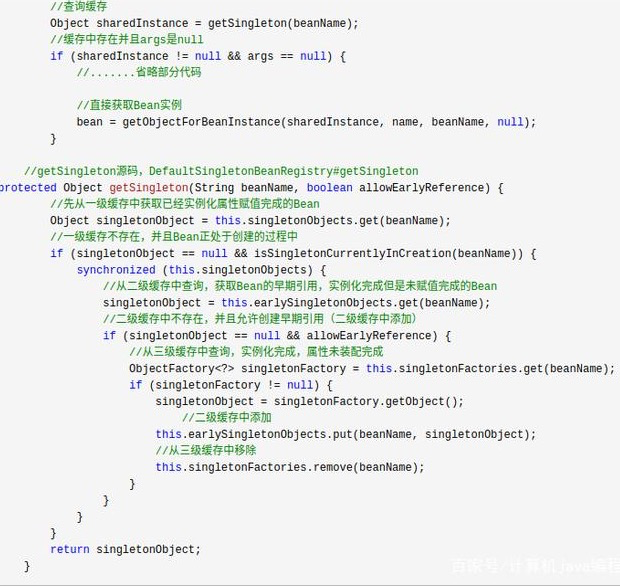 //查询缓存
Object sharedInstance = getSingleton(beanName);
//缓存中存在并且args是null
if (sharedInstance != null && args == null) {
//.......省略部分代码
//直接获取Bean实例
bean = getObjectForBeanInstance(sharedInstance, name, beanName, null);
}
//getSingleton源码，DefaultSingletonBeanRegistry#getSingleton
protected Object getSingleton(String beanName, boolean allowEarlyReference) {
//先从一级缓存中获取已经实例化属性赋值完成的Bean
Object singletonObject = this.singletonObjects.get(beanName);
//一级缓存不存在，并且Bean正处于创建的过程中
if (singletonObject == null && isSingletonCurrentlyInCreation(beanName)) {
synchronized (this.singletonObjects) {
//从二级缓存中查询，获取Bean的早期引用，实例化完成但是未赋值完成的Bean
singletonObject = this.earlySingletonObjects.get(beanName);
//二级缓存中不存在，并且允许创建早期引用（二级缓存中添加）
if (singletonObject == null && allowEarlyReference) {
//从三级缓存中查询，实例化完成，属性未装配完成
ObjectFactory<?> singletonFactory = this.singletonFactories.get(beanName);
if (singletonFactory != null) {
singletonObject = singletonFactory.getObject();
//二级缓存中添加
this.earlySingletonObjects.put(beanName, singletonObject);
//从三级缓存中移除
this.singletonFactories.remove(beanName);
}
}
}
}
return singletonObject;
}
百家号/计算机java编程